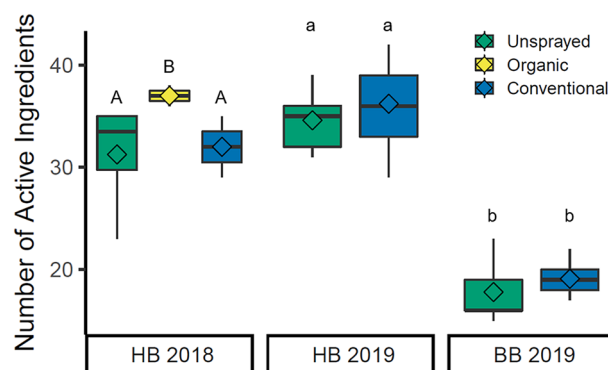 Number of Active Ingredients
40
30
20
A
B
A
a
a
b
b
Unsprayed
Organic
Conventional
HB 2018
HB 2019
BB 2019